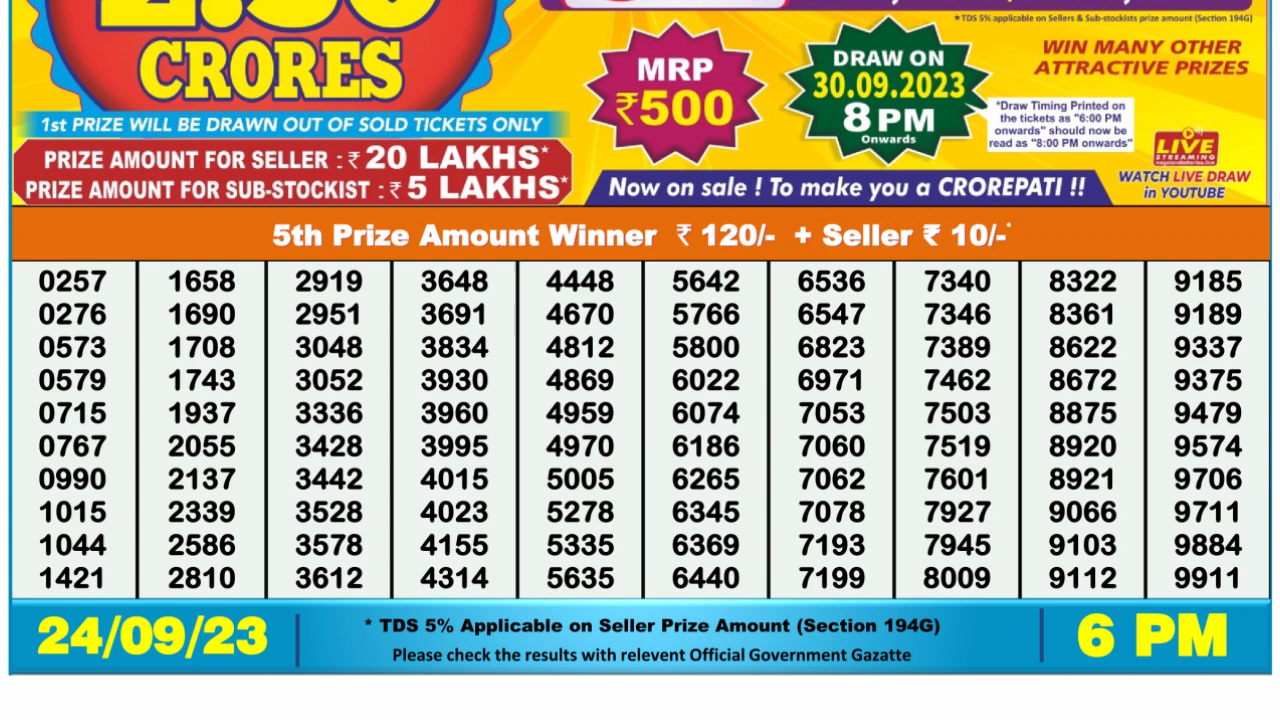 CRORES
1st PRIZE WILL BE DRAWN OUT OF SOLD TICKETS ONLY
PRIZE AMOUNT FOR SELLER : ₹ 20 LAKHS*
PRIZE AMOUNT FOR SUB-STOCKIST : ₹ 5 LAKHS*
★TDS 5% applicable on Sellers & Sub-stockists prize amount (Section 194G)
MRP
₹500
DRAW ON
30.09.2023
8 PM
Onwards
WIN MANY OTHER
ATTRACTIVE PRIZES
*Draw Timing Printed on
the tickets as "6:00 PM
onwards" should now be
read as "8:00 PM onwards"
LIVE
STREAMING
WATCH LIVE DRAW
in YOUTUBE
Now on sale ! To make you a CROREPATI !!
5th Prize Amount Winner ₹ 120/- + Seller ₹ 10/-*
0257 1658 2919 3648 4448 5642 6536 7340 8322 9185
0276 1690 2951 3691 4670 5766 6547 7346 8361 9189
0573 1708 3048 3834 4812 5800 6823 7389 8622 9337
0579 1743 3052 3930 4869 6022 6971 7462 8672 9375
0715 1937 3336 3960 4959 6074 7053 7503 8875 9479
0767 2055 3428 3995 4970 6186 7060 7519 8920 9574
0990 2137 3442 4015 5005 6265 7062 7601 8921 9706
1015 2339 3528 4023 5278 6345 7078 7927 9066 9711
1044 2586 3578 4155 5335 6369 7193 7945 9103 9884
1421 2810 3612 4314 5635 6440 7199 8009 9112 9911
24/09/23
* TDS 5% Applicable on Seller Prize Amount (Section 194G)
Please check the results with relevent Official Government Gazatte
6 PM